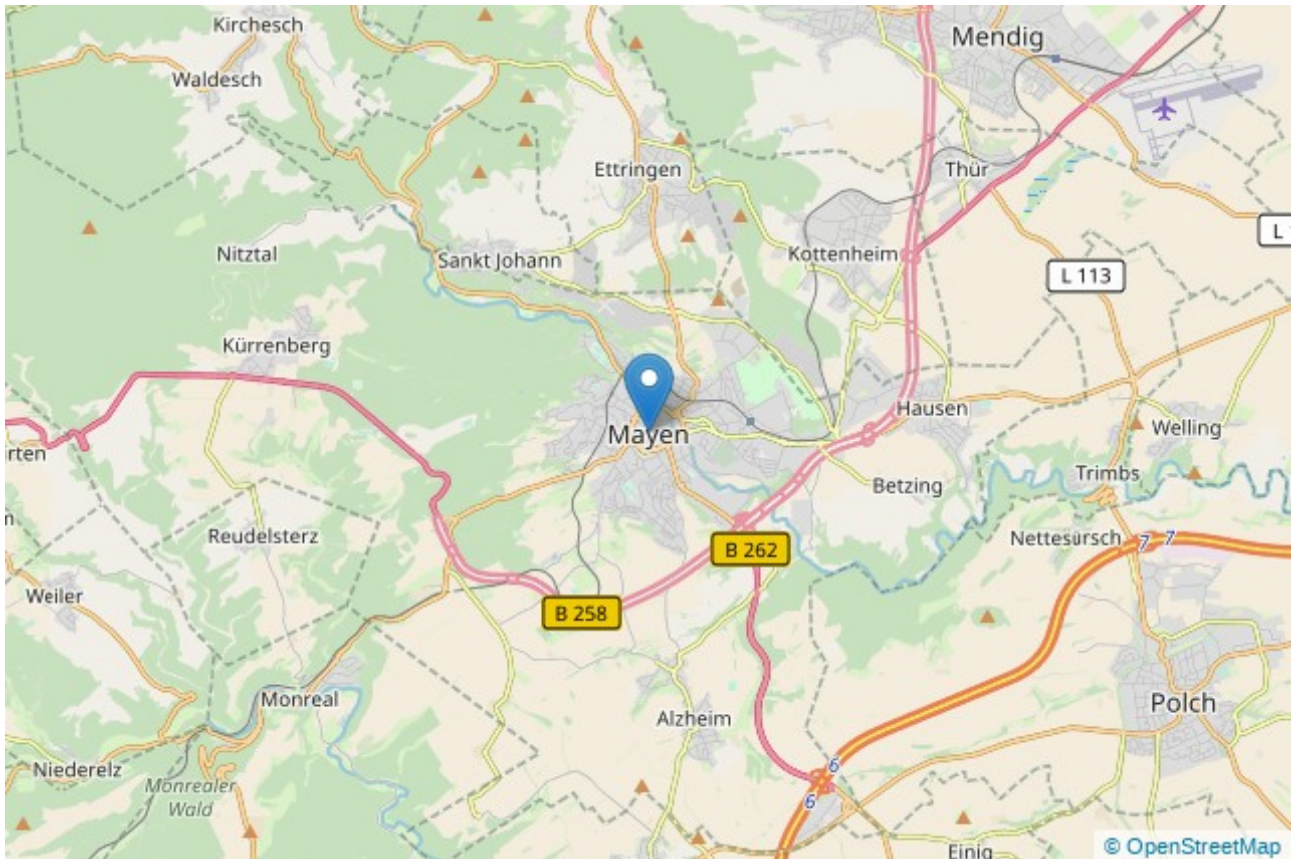 Kirchesch
Mendig
Waldesch
Ettringen
Thür
Nitztal
Sankt Johann
Kottenheim
L
L 113
Kürrenberg
Hausen
Mayen
Welling
arten
Trimbs
Betzing
Reudelsterz
Nettesürsch
7
7
B 262
n
Weiler
B 258
Monreal
Polch
Alzheim
Niederelz
6
Monrealer
Wald
6
Einig
© OpenStreetMap